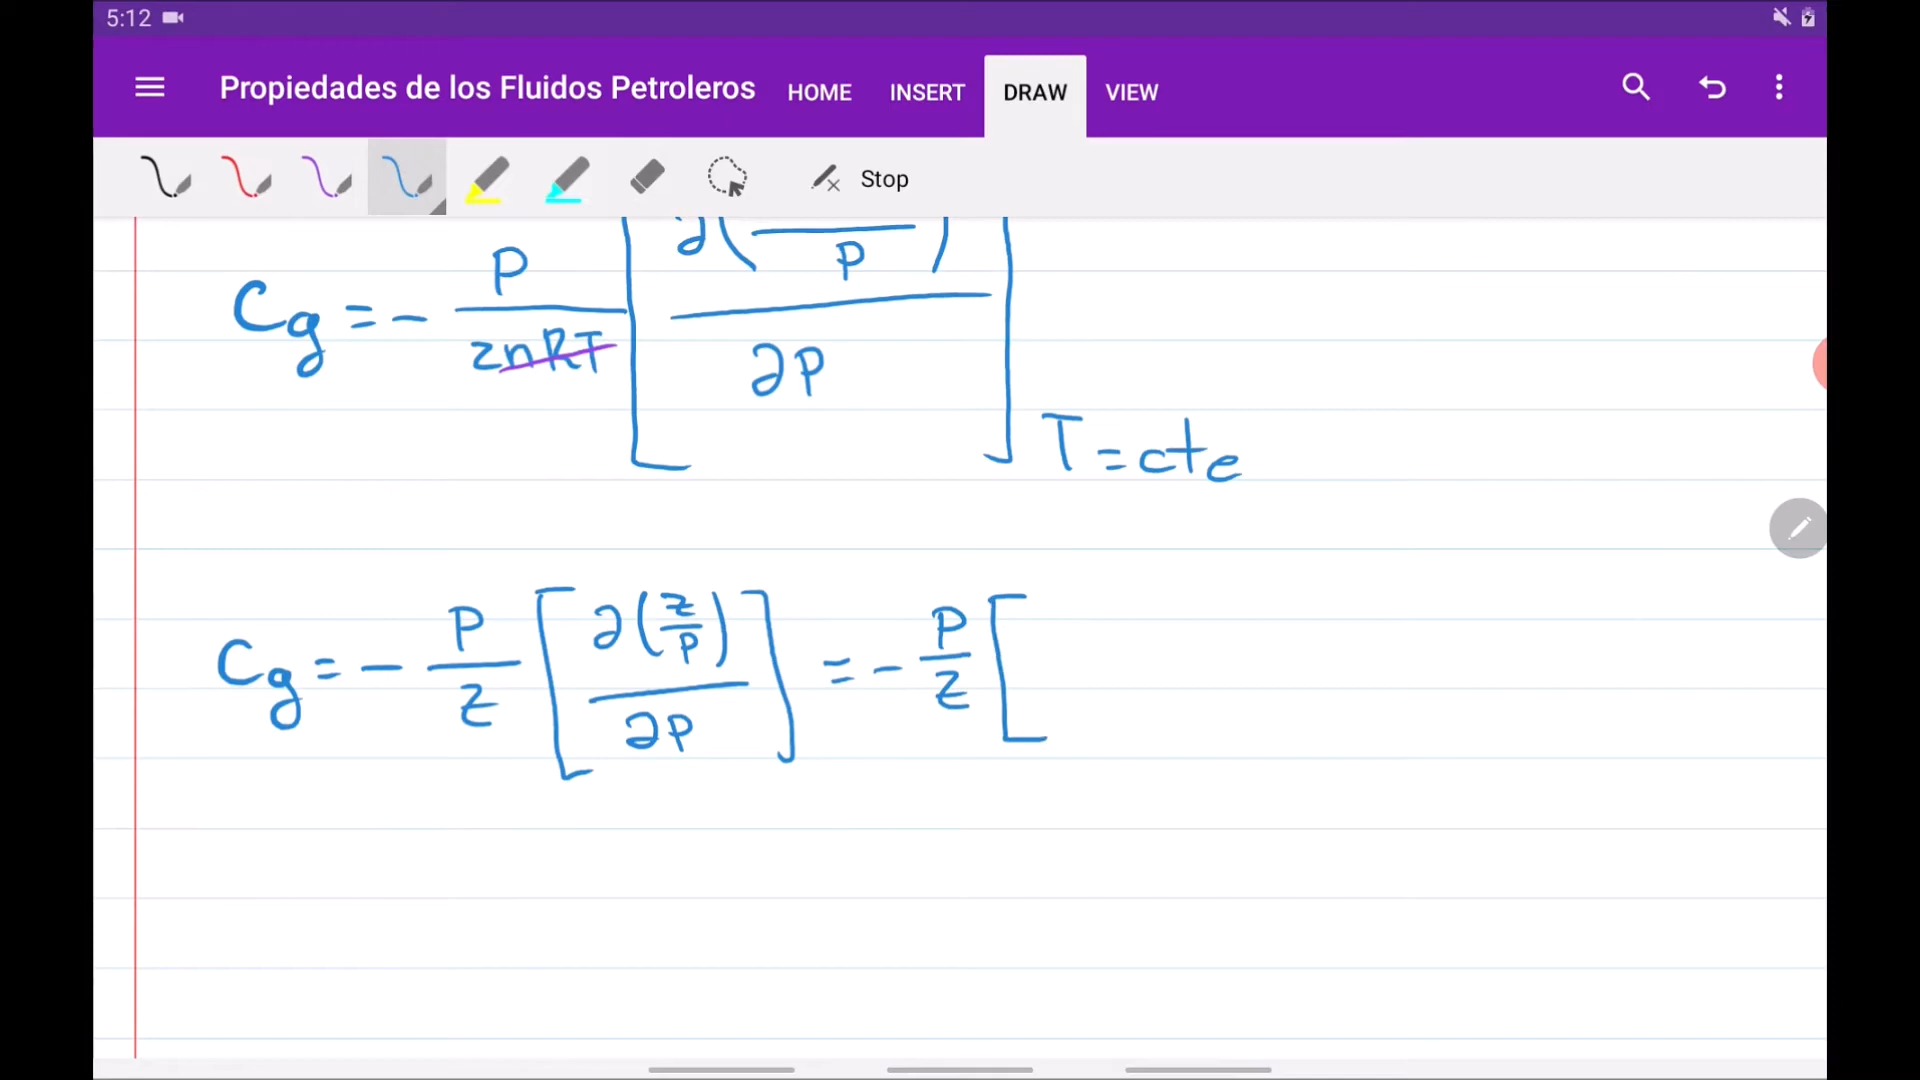 5:12
Propiedades de los Fluidos Petroleros HOME INSERT DRAW VIEW
Stop
Cg = - P / znRT [ ∂( / P ) / ∂P ] T = cte
Cg = - P / z [ ∂( z / P ) / ∂P ] = - P / z [